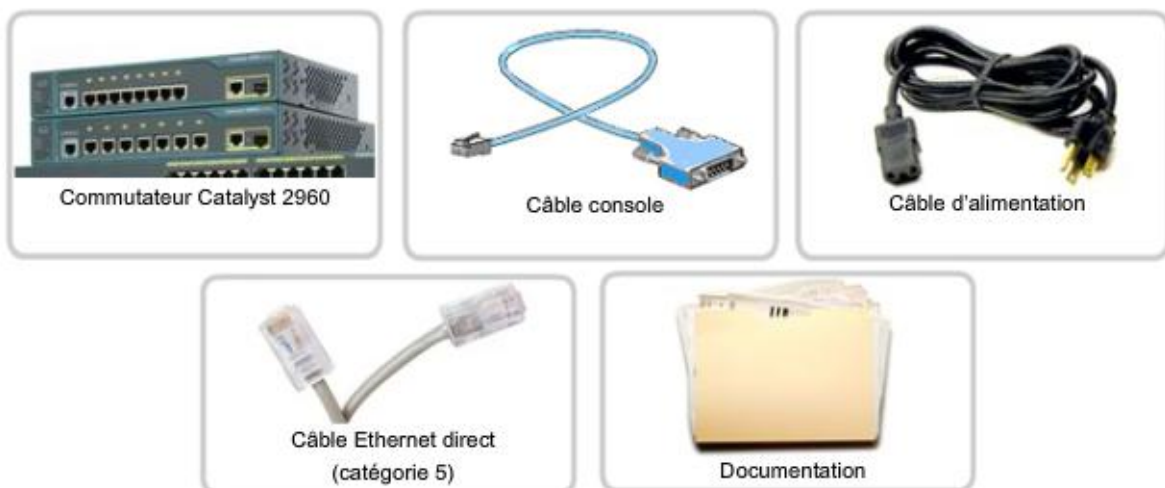 Commutateur Catalyst 2960
Câble console
Câble d'alimentation
Câble Ethernet direct
(catégorie 5)
Documentation